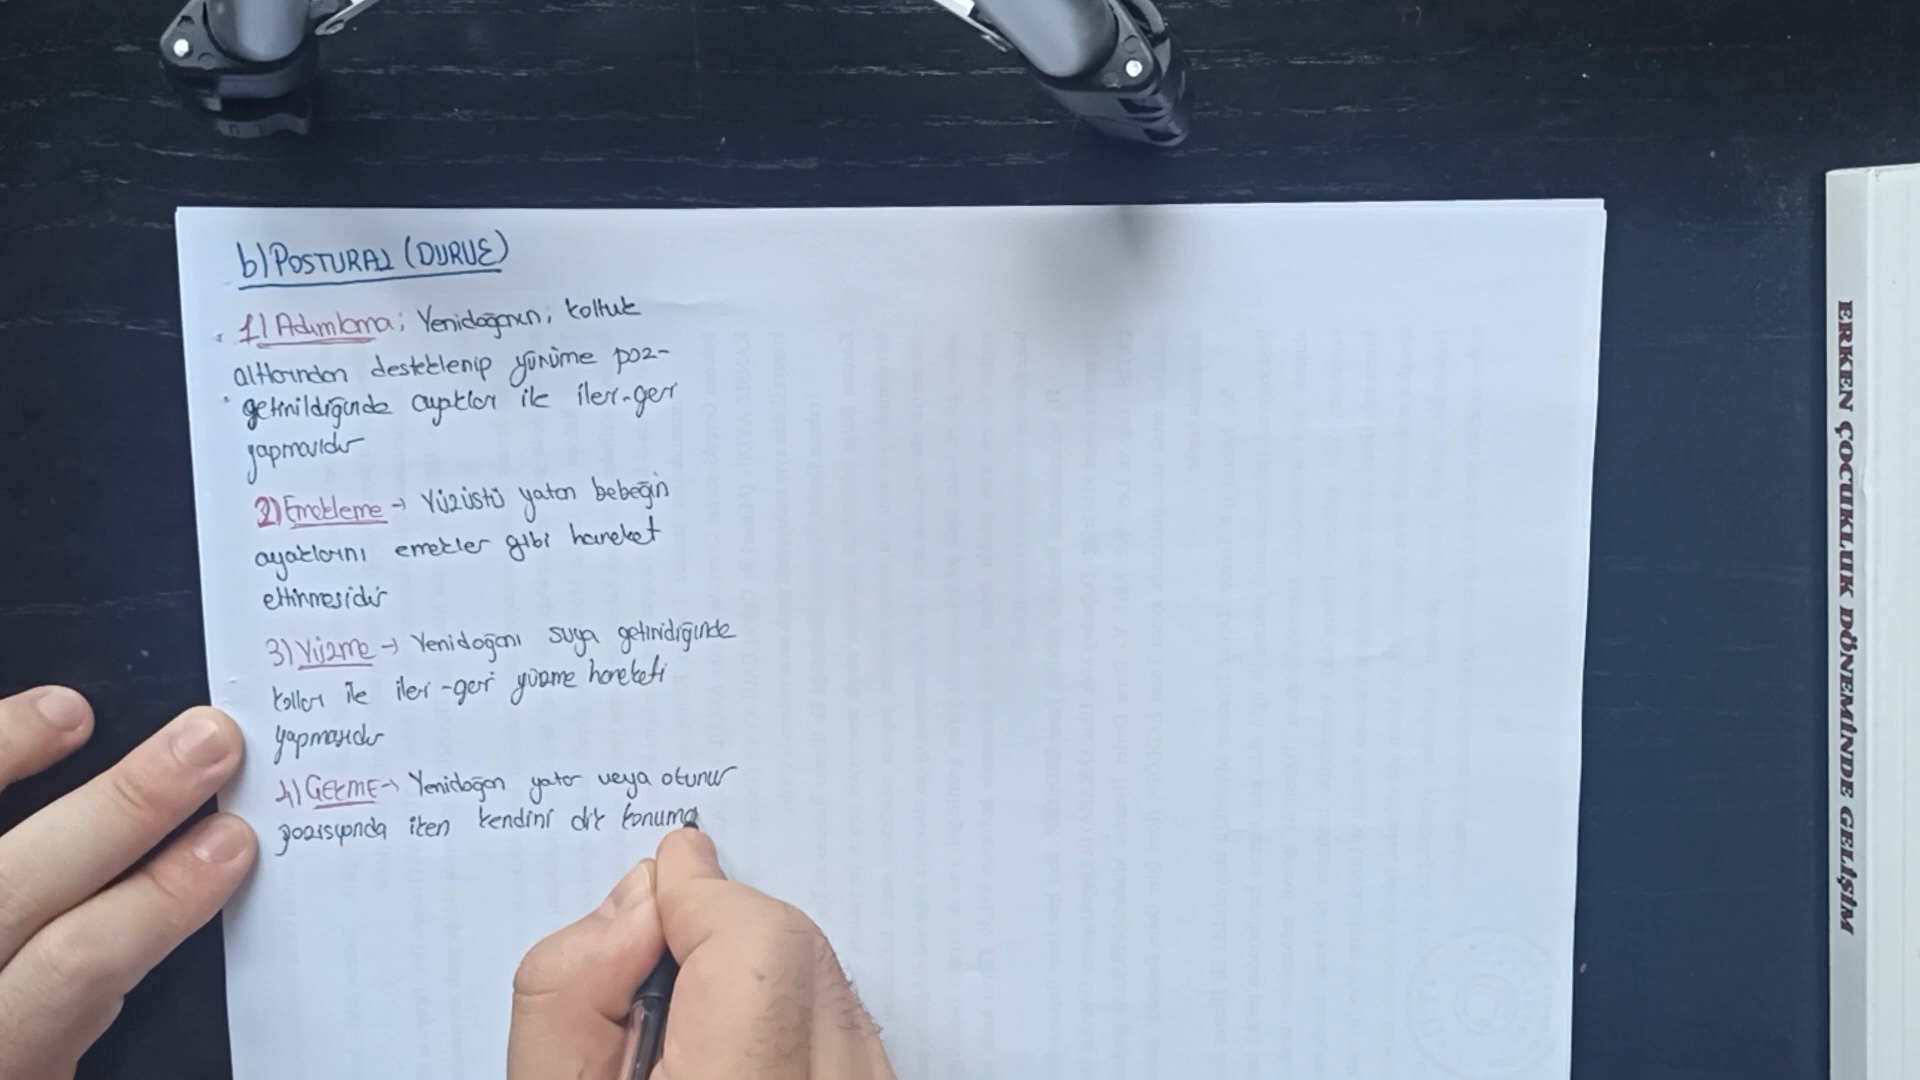 b) POSTURAL (DURUŞ)
1) Adımlama; Yenidoğanın; koltuk
altlarından desteklenip yürüme poz-
getirildiğinde ayaklar ile ileri-geri
yapmasıdır
2) Emekleme → Yüzüstü yatan bebeğin
ayaklarını emekler gibi hareket
ettirmesidir
3) Yüzme → Yenidoğanı suya getirildiğinde
kolları ile ileri-geri yüzme hareketi
yapmasıdır
4) ÇEKME → Yenidoğan yatar veya oturur
pozisyonda iken kendini dik konuma
ERKEN ÇOCUKLUK DÖNEMİNDE GELİŞİM